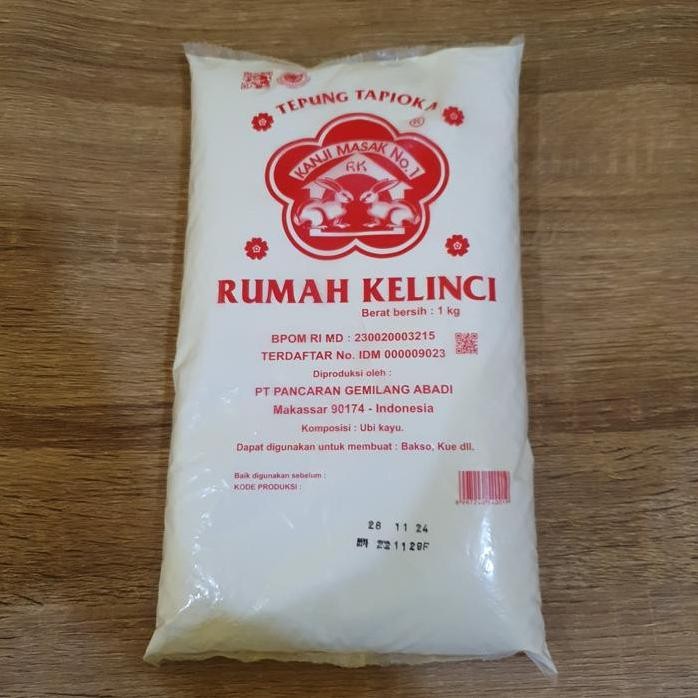 TEPUNG TAPIOKA
®
KANJI MASAK No.1
RK
RUMAH KELINCI
Berat bersih : 1 kg
BPOM RI MD : 230020003215
TERDAFTAR No. IDM 000009023
Diproduksi oleh :
PT PANCARAN GEMILANG ABADI
Makassar 90174 - Indonesia
Komposisi : Ubi kayu.
Dapat digunakan untuk membuat : Bakso, Kue dll.
Baik digunakan sebelum :
KODE PRODUKSI :
28 11 24
221129F